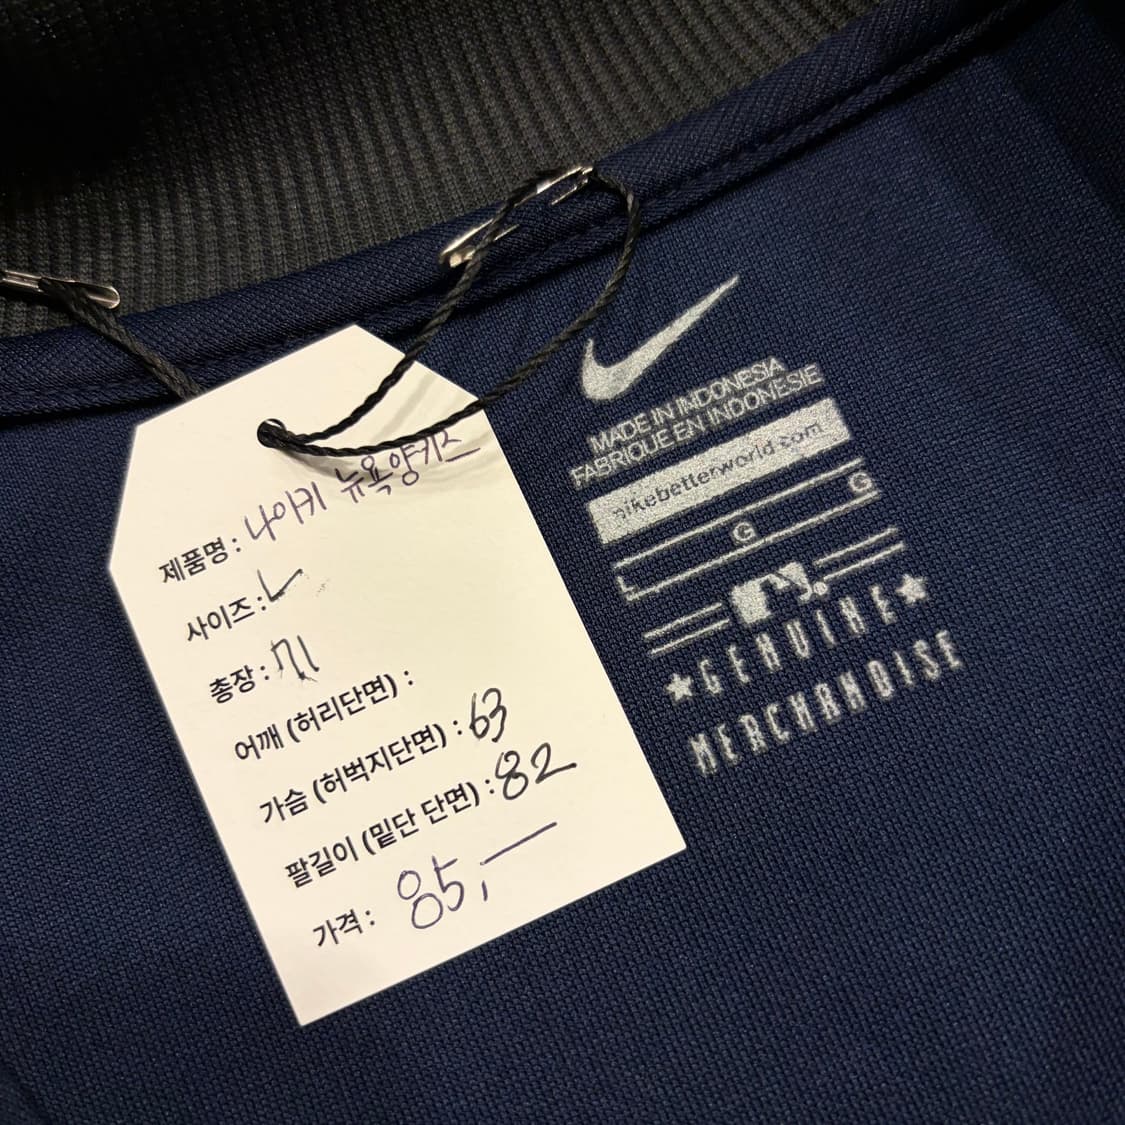 제품명 : 나이키 뉴욕양키스
사이즈 : L
총장 : 71
어깨 (허리단면) :
가슴 (허벅지단면) : 63
팔길이 (밑단 단면) : 82
가격 : 85,—
MADE IN INDONESIA
FABRIQUE EN INDONESIE
nikebetterworld.com
L G G
GENUINE
MERCHANDISE